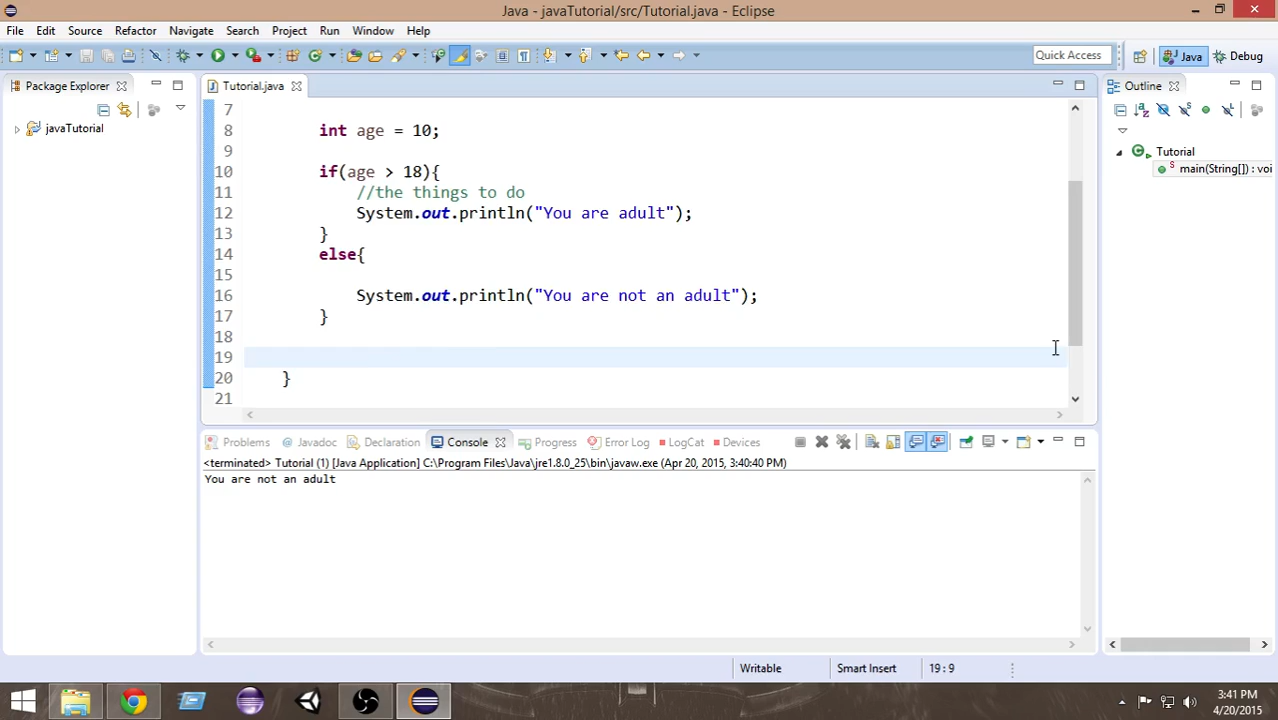 Java - javaTutorial/src/Tutorial.java - Eclipse
File Edit Source Refactor Navigate Search Project Run Window Help
Quick Access Java Debug
Package Explorer
javaTutorial
Tutorial.java
7
8 int age = 10;
9
10 if(age > 18){
11 //the things to do
12 System.out.println("You are adult");
13 }
14 else{
15
16 System.out.println("You are not an adult");
17 }
18
19
20 }
21
Outline
Tutorial
main(String[]) : voi
Problems Javadoc Declaration Console Progress Error Log LogCat Devices
<terminated> Tutorial (1) [Java Application] C:\Program Files\Java\jre1.8.0_25\bin\javaw.exe (Apr 20, 2015, 3:40:40 PM)
You are not an adult
Writable Smart Insert 19 : 9
3:41 PM
4/20/2015